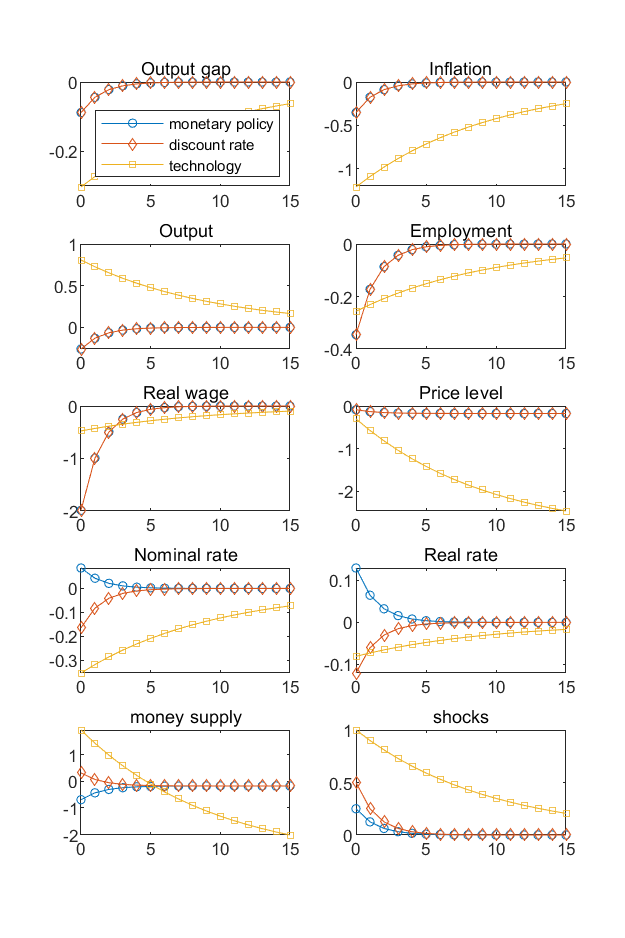 Output gap
0
-0.2
monetary policy
discount rate
technology
0 5 10 15
Inflation
0
-0.5
-1
0 5 10 15
Output
1
0.5
0
0 5 10 15
Employment
0
-0.2
-0.4
0 5 10 15
Real wage
0
-1
-2
0 5 10 15
Price level
0
-1
-2
0 5 10 15
Nominal rate
0
-0.1
-0.2
-0.3
0 5 10 15
Real rate
0.1
0
-0.1
0 5 10 15
money supply
1
0
-1
-2
0 5 10 15
shocks
1
0.5
0
0 5 10 15